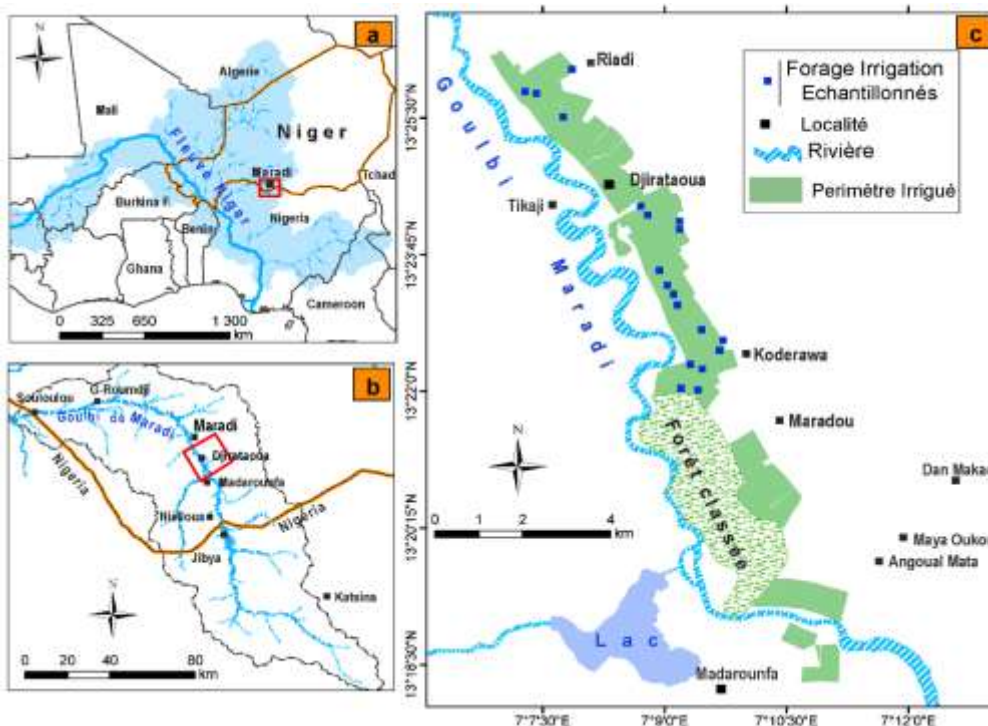 a
N
Algerie
Mali
Niger
Fleuve Niger
Maradi
Tchad
Burkina F.
Nigeria
Benin
Ghana
Cameroon
0 325 650 1 300
km
b
Souloulou
G-Roumdji
Goulbi de Maradi
Maradi
Djirataoua
Madarounfa
Nigeria
Nigeria
Jibya
Katsina
N
0 20 40 80
km
c
Riadi
Forage Irrigation
Echantillonnés
Localité
Rivière
Perimètre Irrigué
Goulbi Maradi
Djirataoua
Tikaji
Koderawa
Maradou
Forêt classée
Dan Makao
Maya Oukou
Angoual Mata
N
0 1 2 4
km
Lac
Madarounfa
13°25'30"N
13°23'45"N
13°22'0"N
13°20'15"N
13°18'30"N
7°7'30"E 7°9'0"E 7°10'30"E 7°12'0"E